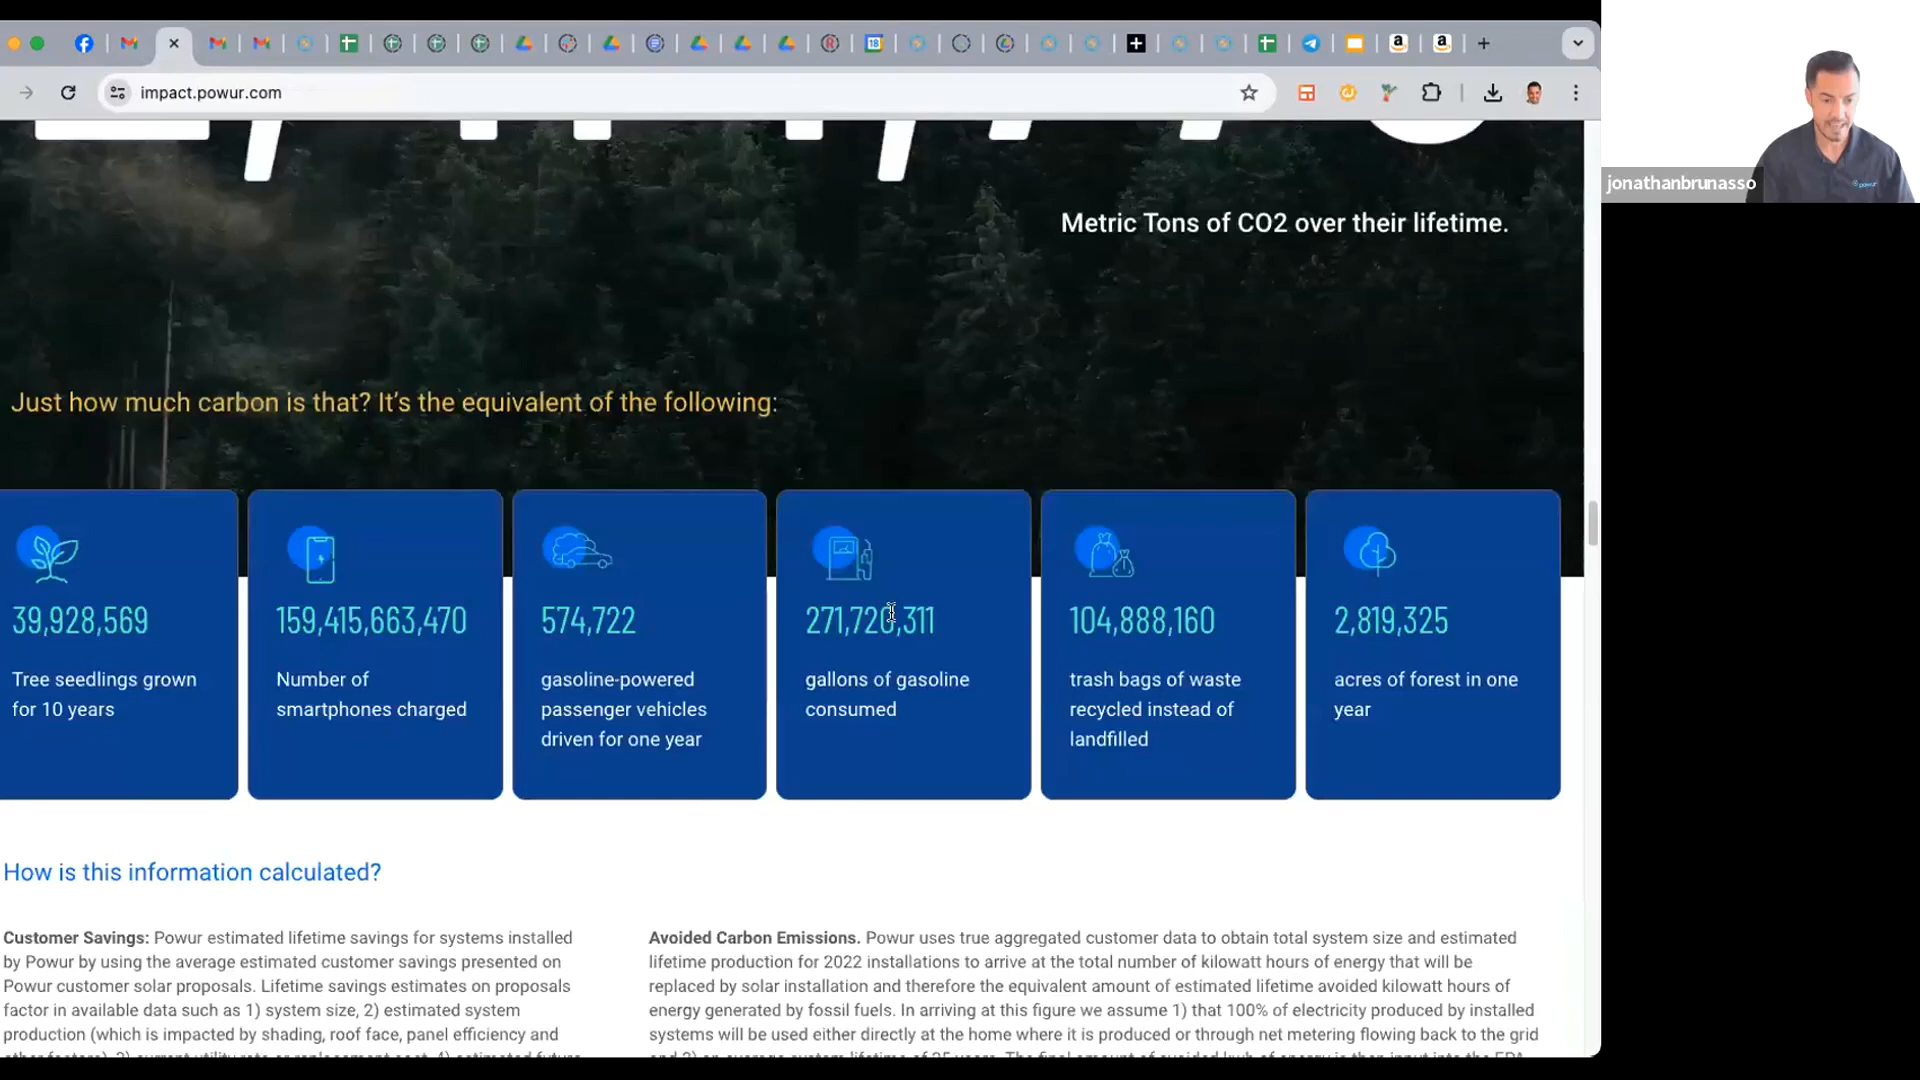 impact.powur.com
jonathanbrunasso
Metric Tons of CO2 over their lifetime.
Just how much carbon is that? It's the equivalent of the following:
39,928,569
Tree seedlings grown
for 10 years
159,415,663,470
Number of
smartphones charged
574,722
gasoline-powered
passenger vehicles
driven for one year
271,720,311
gallons of gasoline
consumed
104,888,160
trash bags of waste
recycled instead of
landfilled
2,819,325
acres of forest in one
year
How is this information calculated?
Customer Savings: Powur estimated lifetime savings for systems installed
by Powur by using the average estimated customer savings presented on
Powur customer solar proposals. Lifetime savings estimates on proposals
factor in available data such as 1) system size, 2) estimated system
production (which is impacted by shading, roof face, panel efficiency and
Avoided Carbon Emissions. Powur uses true aggregated customer data to obtain total system size and estimated
lifetime production for 2022 installations to arrive at the total number of kilowatt hours of energy that will be
replaced by solar installation and therefore the equivalent amount of estimated lifetime avoided kilowatt hours of
energy generated by fossil fuels. In arriving at this figure we assume 1) that 100% of electricity produced by installed
systems will be used either directly at the home where it is produced or through net metering flowing back to the grid